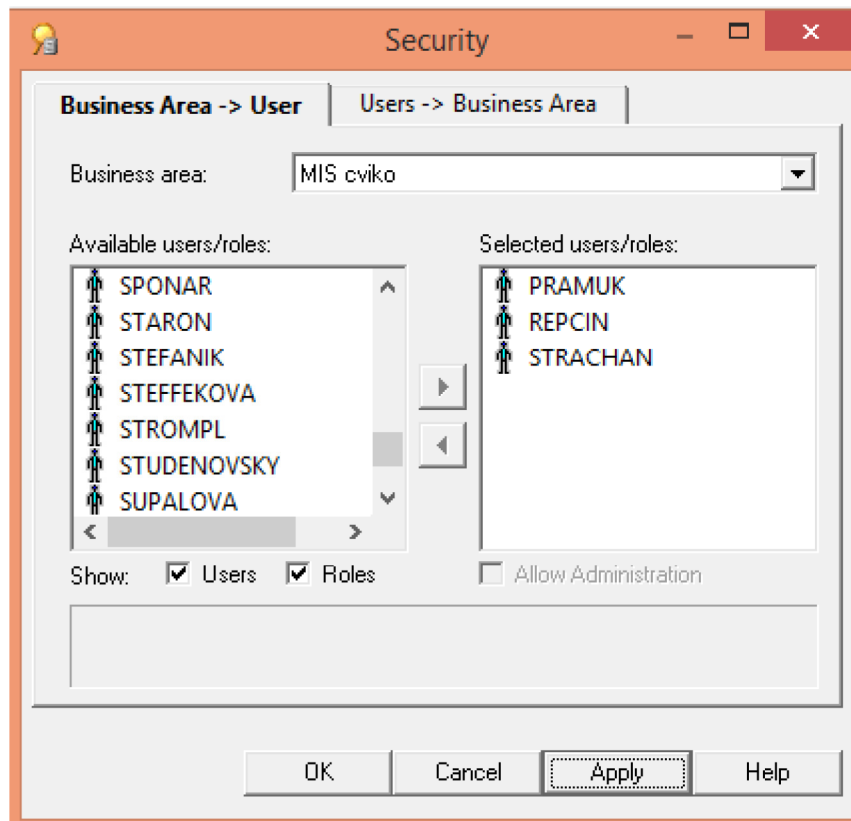 Security
Business Area -> User
Users -> Business Area
Business area:
MIS cviko
Available users/roles:
Selected users/roles:
SPONAR
STARON
STEFANIK
STEFFEKOVA
STROMPL
STUDENOVSKY
SUPALOVA
PRAMUK
REPCIN
STRACHAN
Show:
Users
Roles
Allow Administration
OK
Cancel
Apply
Help